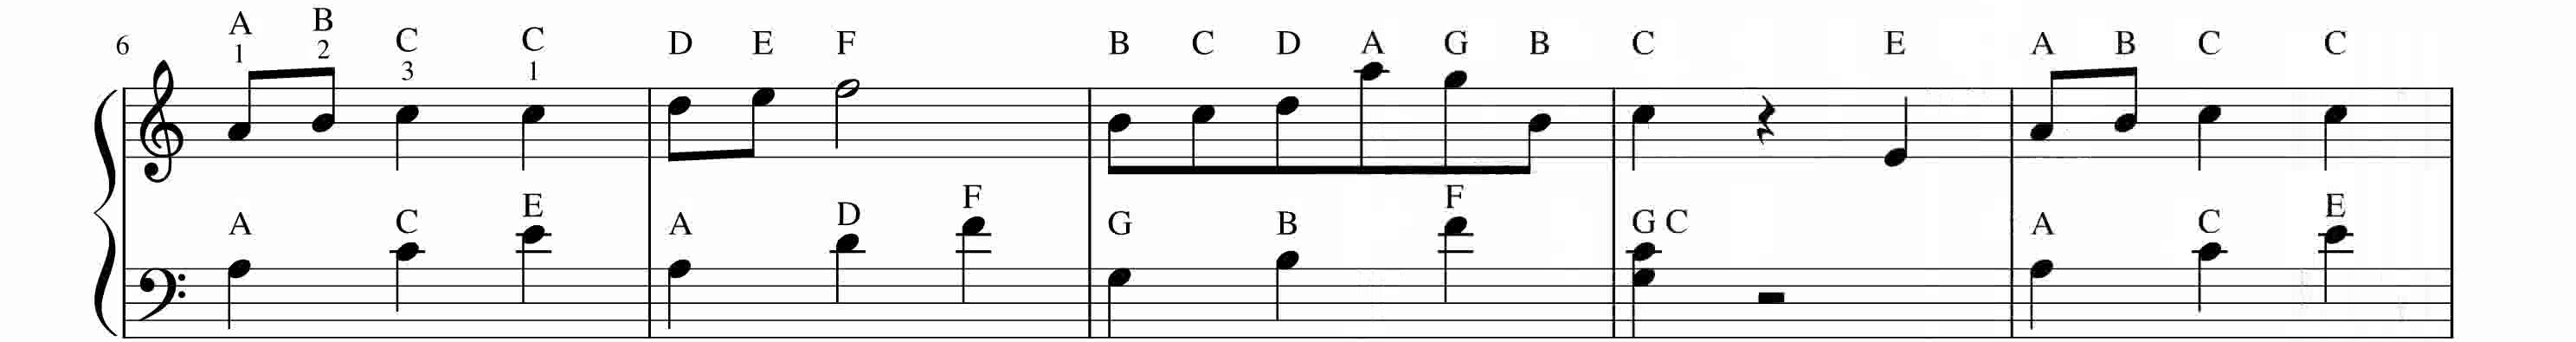 A B C C D E F B C D A G B C E A B C C
6 1 2 3 1
A C E A D F G B F G C A C E